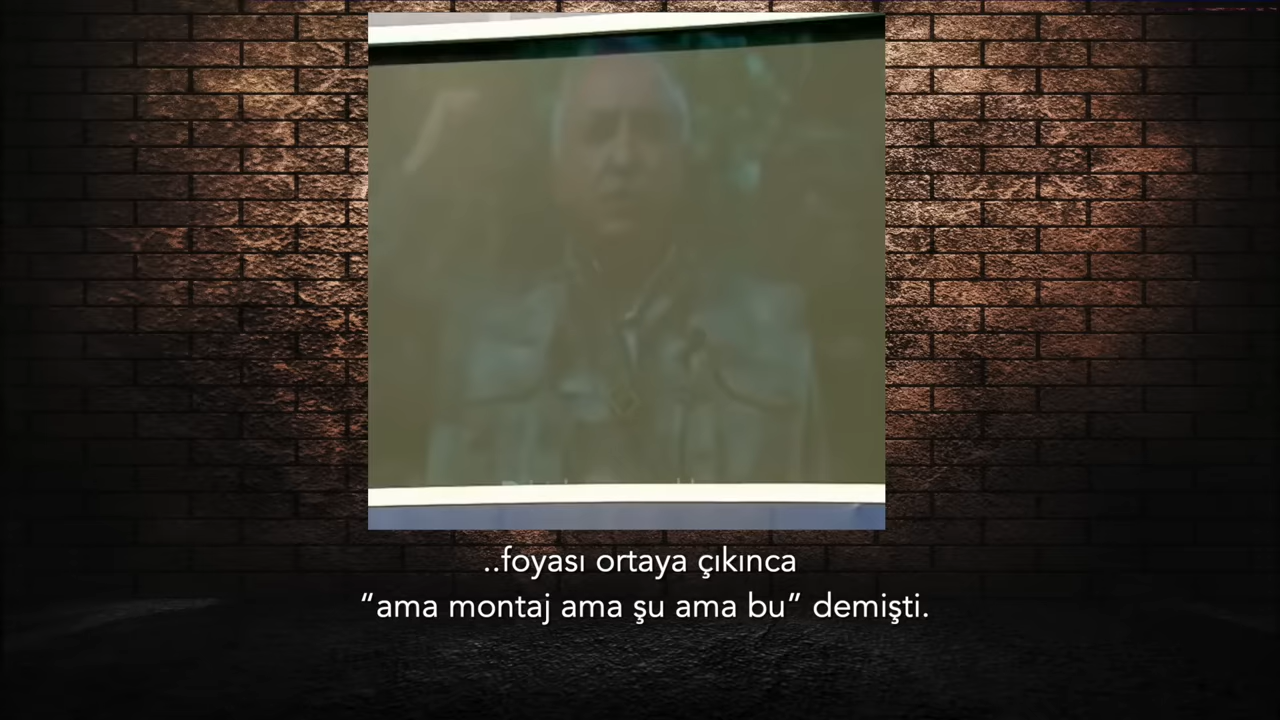 ..foyası ortaya çıkınca
“ama montaj ama şu ama bu” demişti.